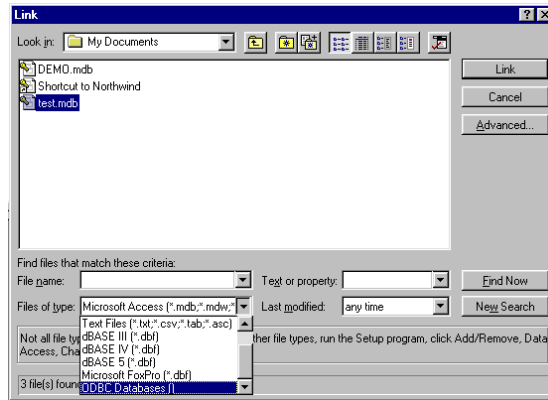 Link
Look in: My Documents
DEMO.mdb
Shortcut to Northwind
test.mdb
Link
Cancel
Advanced...
Find files that match these criteria:
File name:
Text or property:
Find Now
Files of type: Microsoft Access (*.mdb;*.mdw;*
Last modified: any time
New Search
Text Files (*.txt;*.csv;*.tab;*.asc)
dBASE III (*.dbf)
dBASE IV (*.dbf)
dBASE 5 (*.dbf)
Microsoft FoxPro (*.dbf)
ODBC Databases ()
Not all file ty ther file types, run the Setup program, click Add/Remove, Data
Access, Cha
3 file(s) foun